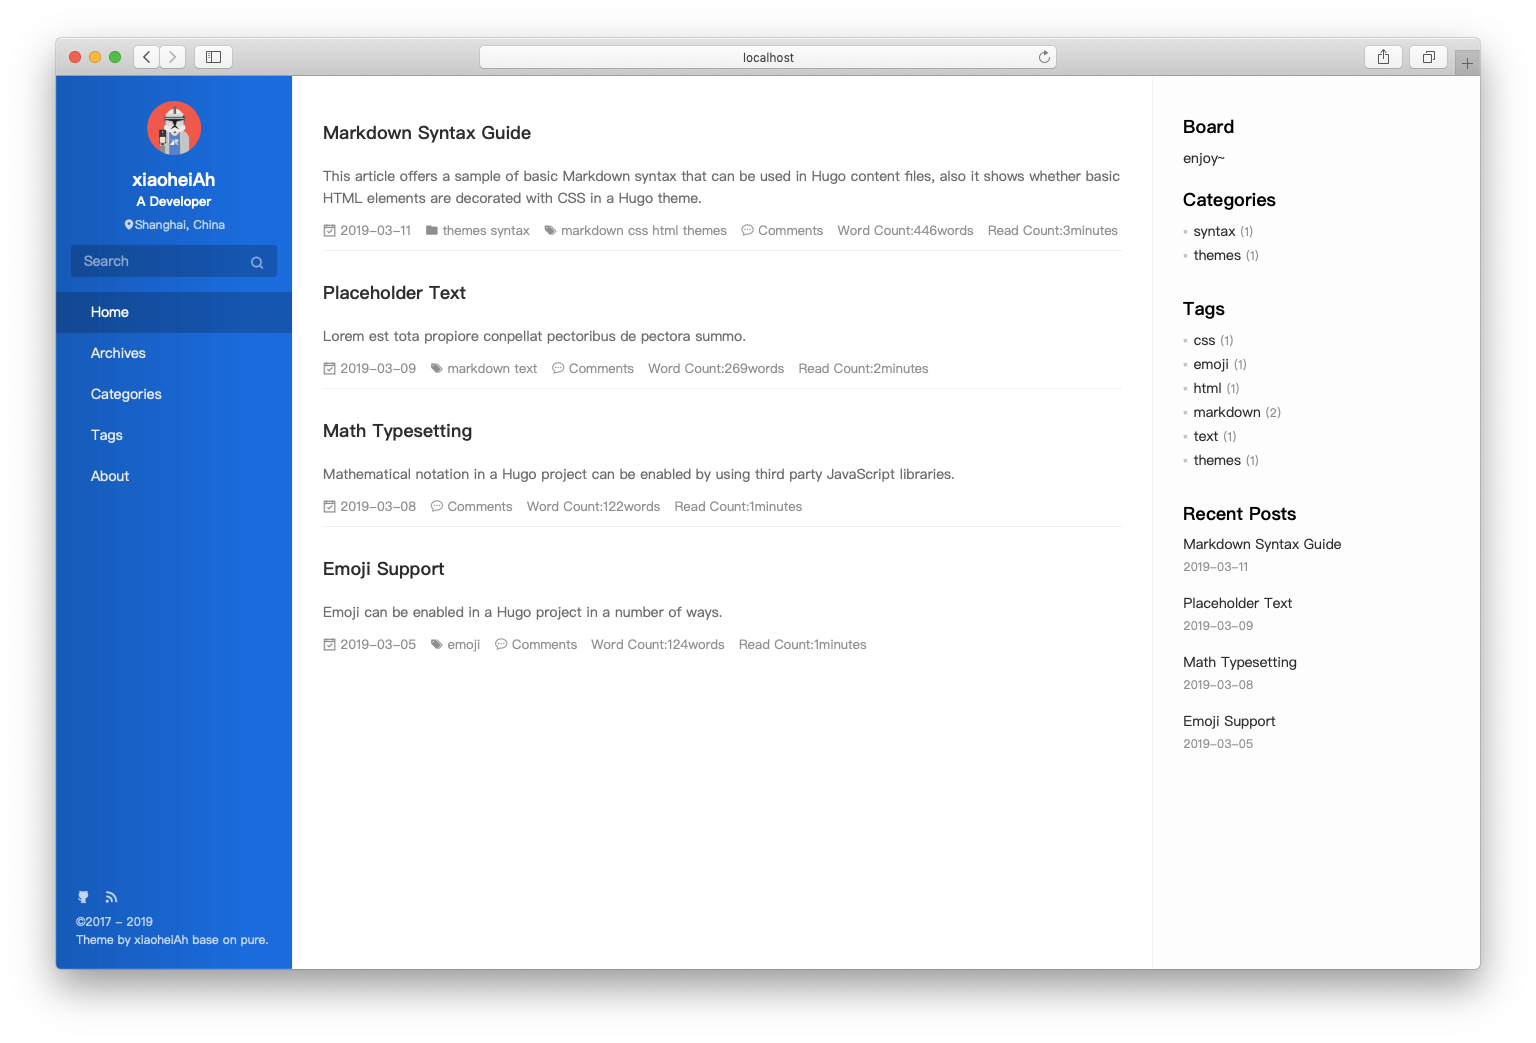 localhost
xiaoheiAh
A Developer
Shanghai, China
Search
Home
Archives
Categories
Tags
About
©2017 - 2019
Theme by xiaoheiAh base on pure.
Markdown Syntax Guide
This article offers a sample of basic Markdown syntax that can be used in Hugo content files, also it shows whether basic
HTML elements are decorated with CSS in a Hugo theme.
2019-03-11 themes syntax markdown css html themes Comments Word Count:446words Read Count:3minutes
Placeholder Text
Lorem est tota propiore conpellat pectoribus de pectora summo.
2019-03-09 markdown text Comments Word Count:269words Read Count:2minutes
Math Typesetting
Mathematical notation in a Hugo project can be enabled by using third party JavaScript libraries.
2019-03-08 Comments Word Count:122words Read Count:1minutes
Emoji Support
Emoji can be enabled in a Hugo project in a number of ways.
2019-03-05 emoji Comments Word Count:124words Read Count:1minutes
Board
enjoy~
Categories
syntax (1)
themes (1)
Tags
css (1)
emoji (1)
html (1)
markdown (2)
text (1)
themes (1)
Recent Posts
Markdown Syntax Guide
2019-03-11
Placeholder Text
2019-03-09
Math Typesetting
2019-03-08
Emoji Support
2019-03-05